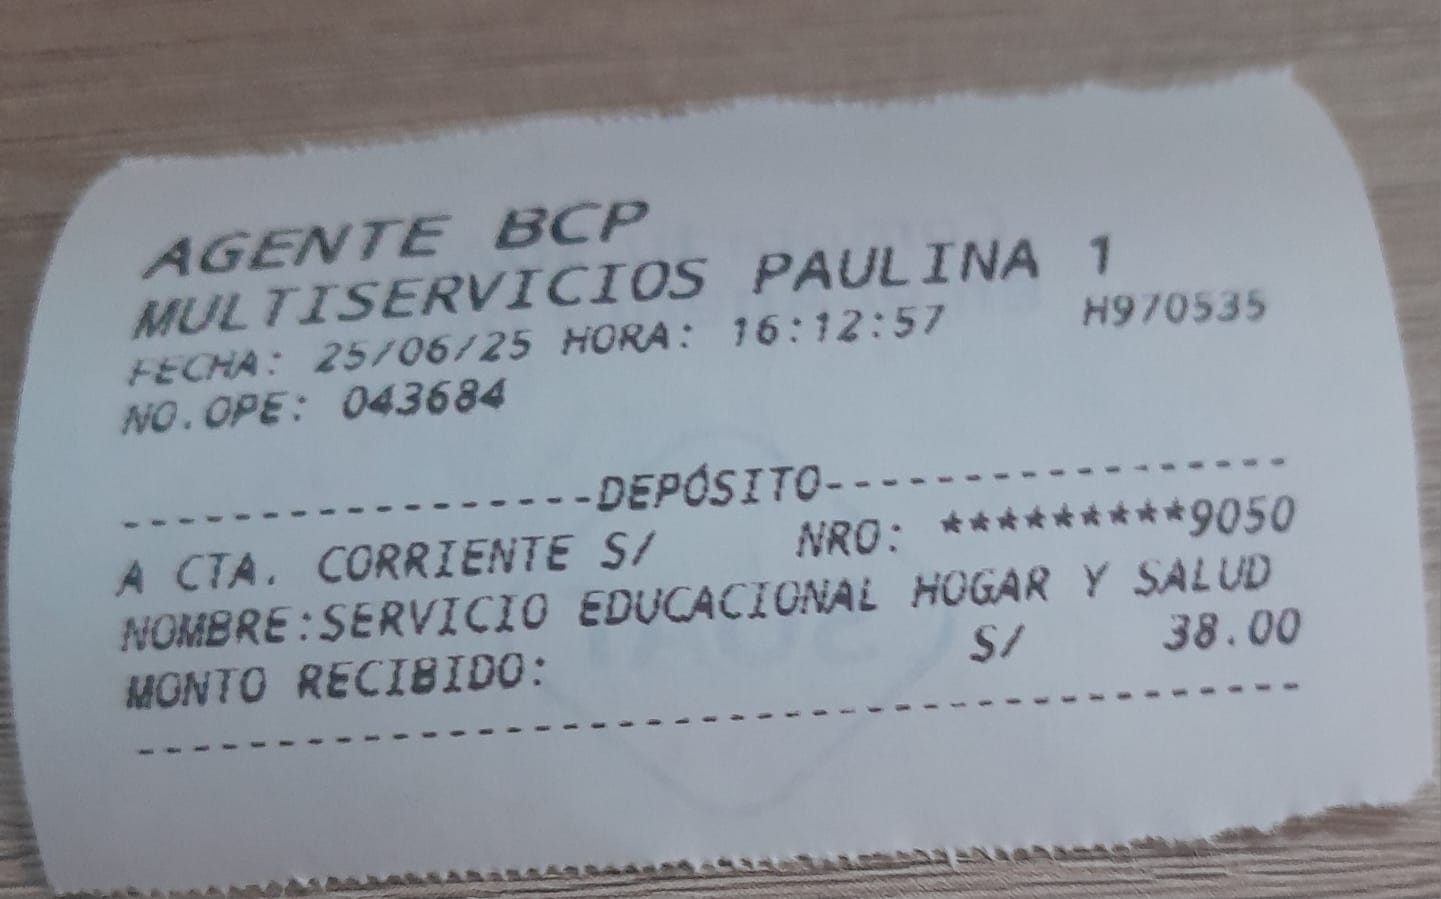 AGENTE BCP
MULTISERVICIOS PAULINA 1
FECHA: 25/06/25 HORA: 16:12:57 H970535
NO.OPE: 043684
-----------------DEPÓSITO-----------------
A CTA. CORRIENTE S/ NRO: *********9050
NOMBRE:SERVICIO EDUCACIONAL HOGAR Y SALUD
MONTO RECIBIDO: S/ 38.00
------------------------------------------